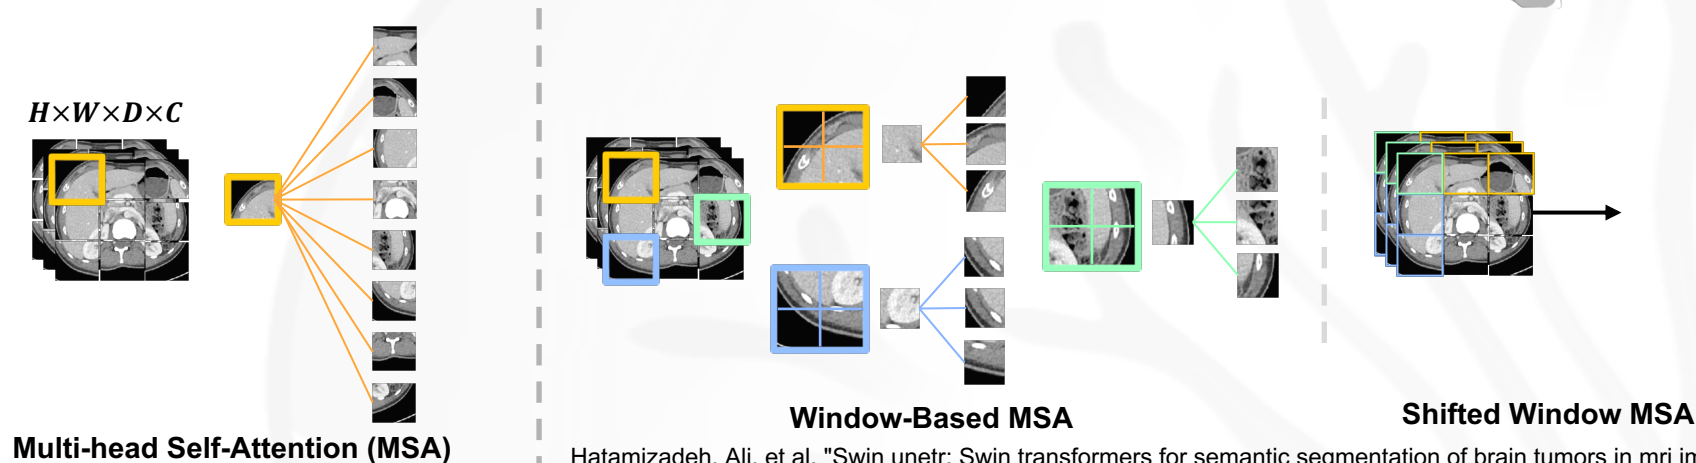 H×W×D×C
Multi-head Self-Attention (MSA)
Window-Based MSA
Shifted Window MSA
Hatamizadeh, Ali, et al. "Swin unetr: Swin transformers for semantic segmentation of brain tumors in mri